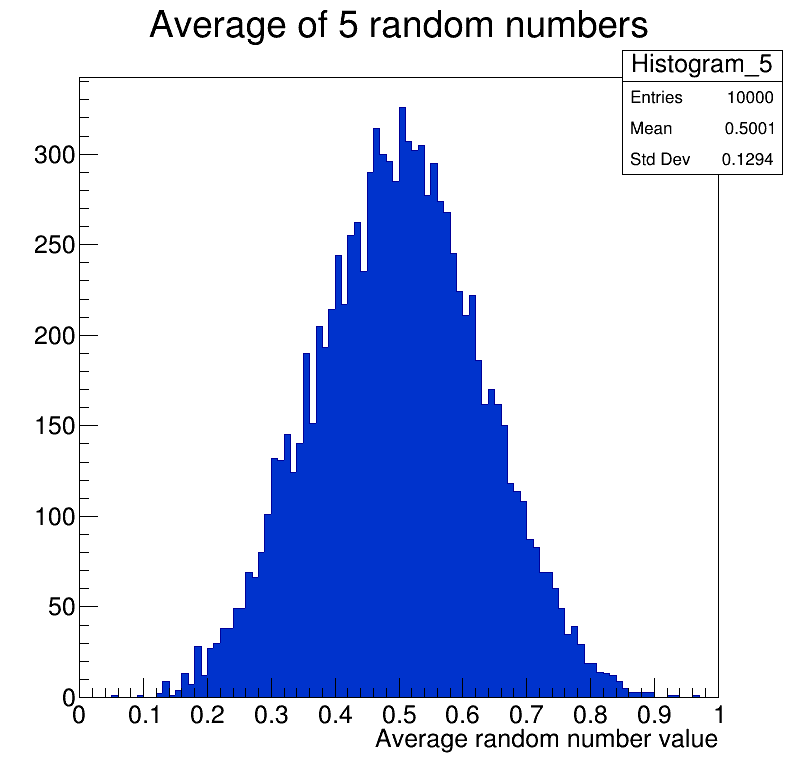 Average of 5 random numbers
Histogram_5
Entries 10000
Mean 0.5001
Std Dev 0.1294
300
250
200
150
100
50
0
0 0.1 0.2 0.3 0.4 0.5 0.6 0.7 0.8 0.9 1
Average random number value